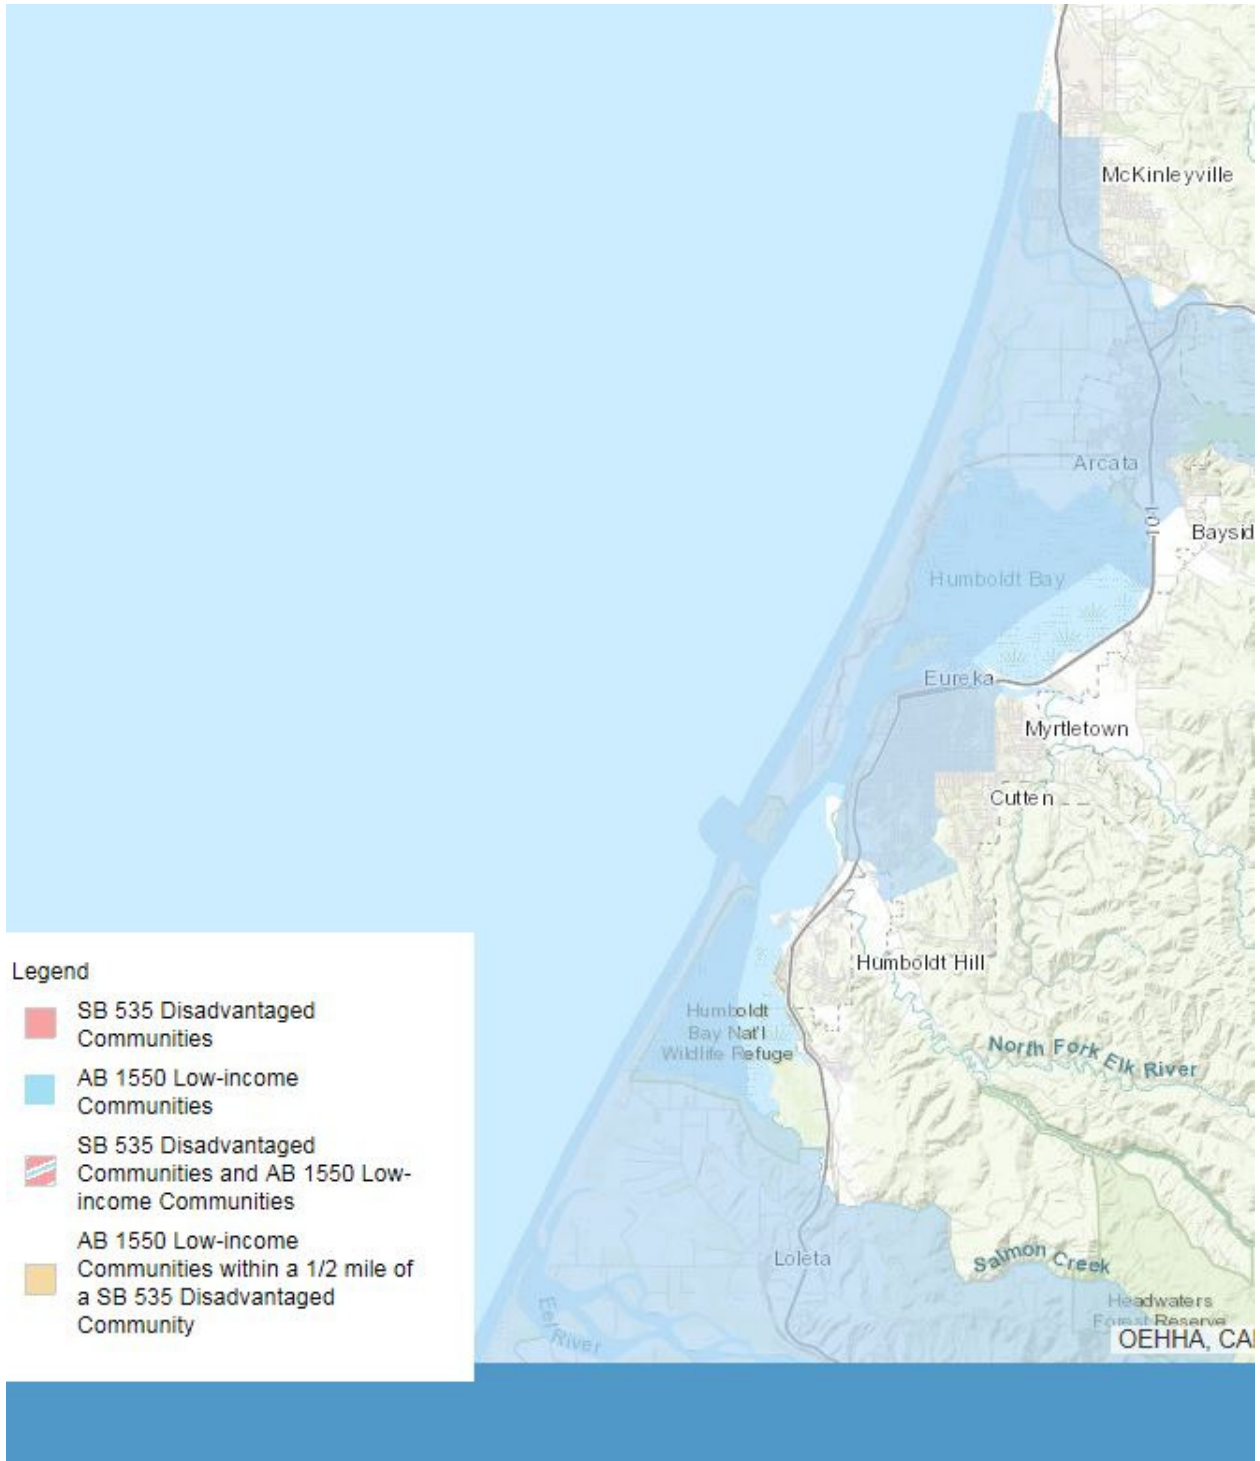 McKinleyville
Arcata
101
Baysid
Humboldt Bay
Eureka
Myrtletown
Cutten
Humboldt Hill
Humboldt
Bay Nat'l
Wildlife Refuge
North Fork Elk River
Loleta
Salmon Creek
Headwaters
Forest Reserve
Eel River
OEHHA, CAl
Legend
SB 535 Disadvantaged
Communities
AB 1550 Low-income
Communities
SB 535 Disadvantaged
Communities and AB 1550 Low-
income Communities
AB 1550 Low-income
Communities within a 1/2 mile of
a SB 535 Disadvantaged
Community